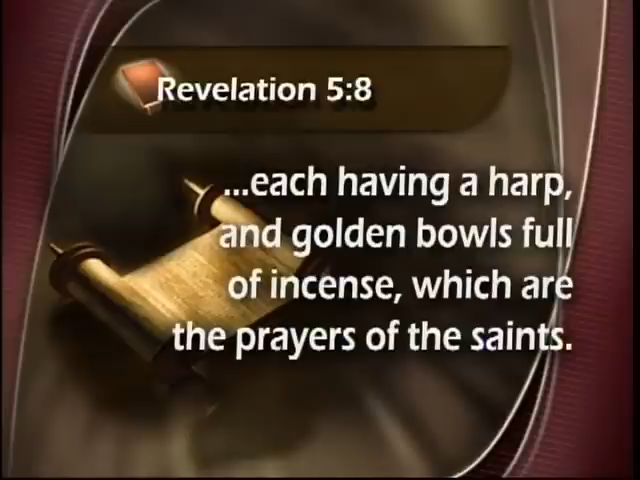 Revelation 5:8
...each having a harp,
and golden bowls full
of incense, which are
the prayers of the saints.